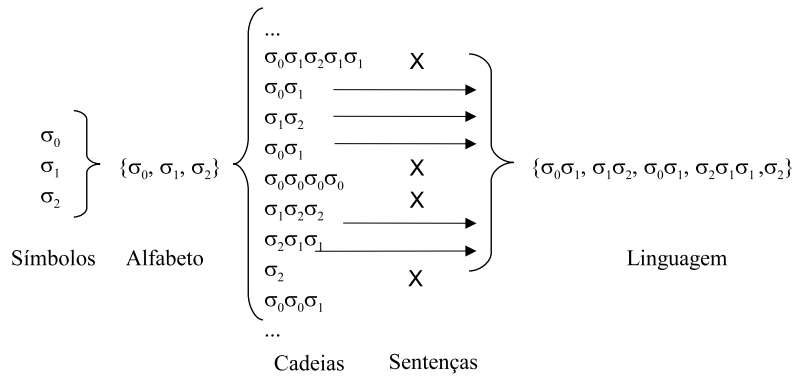 σ₀
σ₁
σ₂
Símbolos
{σ₀, σ₁, σ₂}
Alfabeto
...
σ₀σ₁σ₂σ₁σ₁ X
σ₀σ₁
σ₁σ₂
σ₀σ₁
σ₀σ₀σ₀σ₀ X
σ₁σ₂σ₂ X
σ₂σ₁σ₁
σ₂
σ₀σ₀σ₁ X
...
Cadeias
Sentenças
{σ₀σ₁, σ₁σ₂, σ₀σ₁, σ₂σ₁σ₁ ,σ₂}
Linguagem